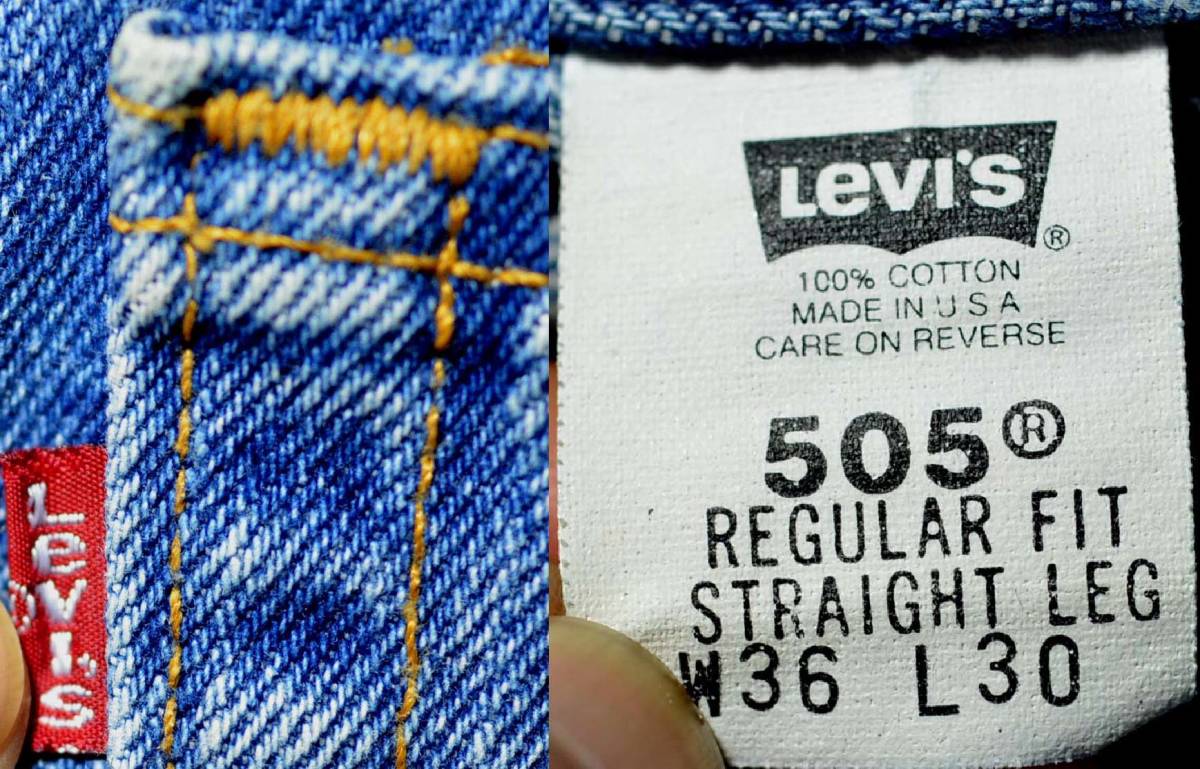 LeVI'S
®
LEVI'S
®
100% COTTON
MADE IN U S A
CARE ON REVERSE
505®
REGULAR FIT
STRAIGHT LEG
W36 L30